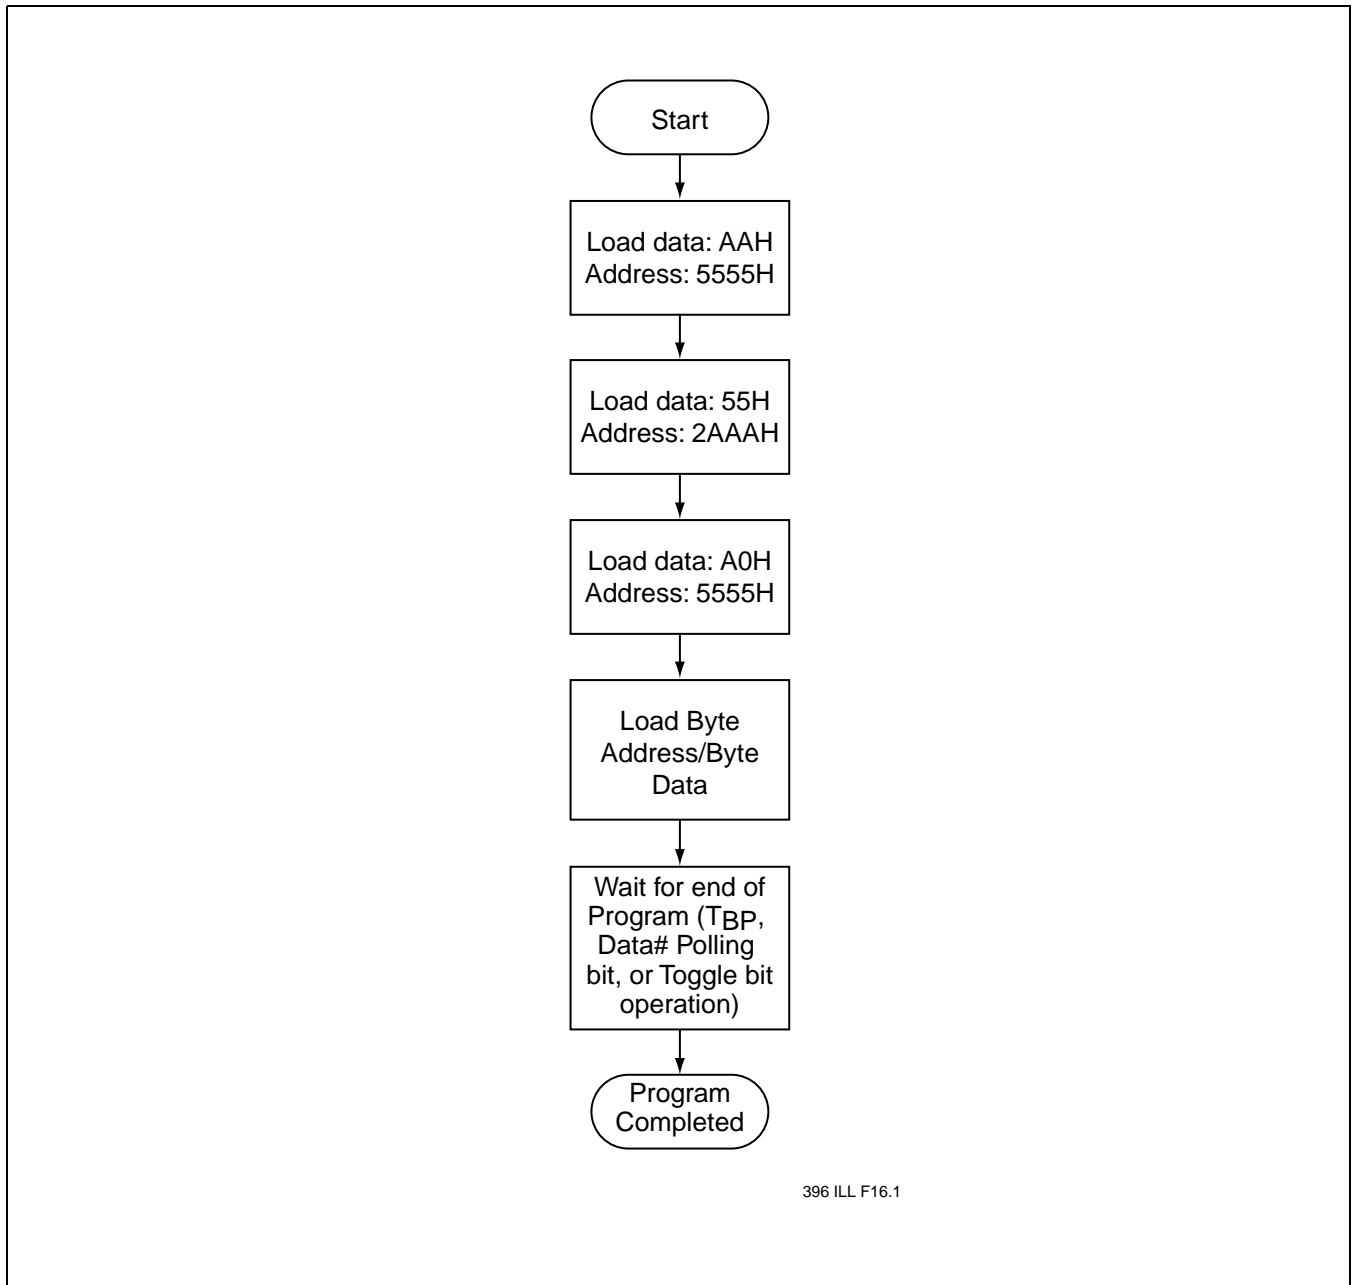 Start
Load data: AAH
Address: 5555H
Load data: 55H
Address: 2AAAH
Load data: A0H
Address: 5555H
Load Byte
Address/Byte
Data
Wait for end of
Program (TBP,
Data# Polling
bit, or Toggle bit
operation)
Program
Completed
396 ILL F16.1